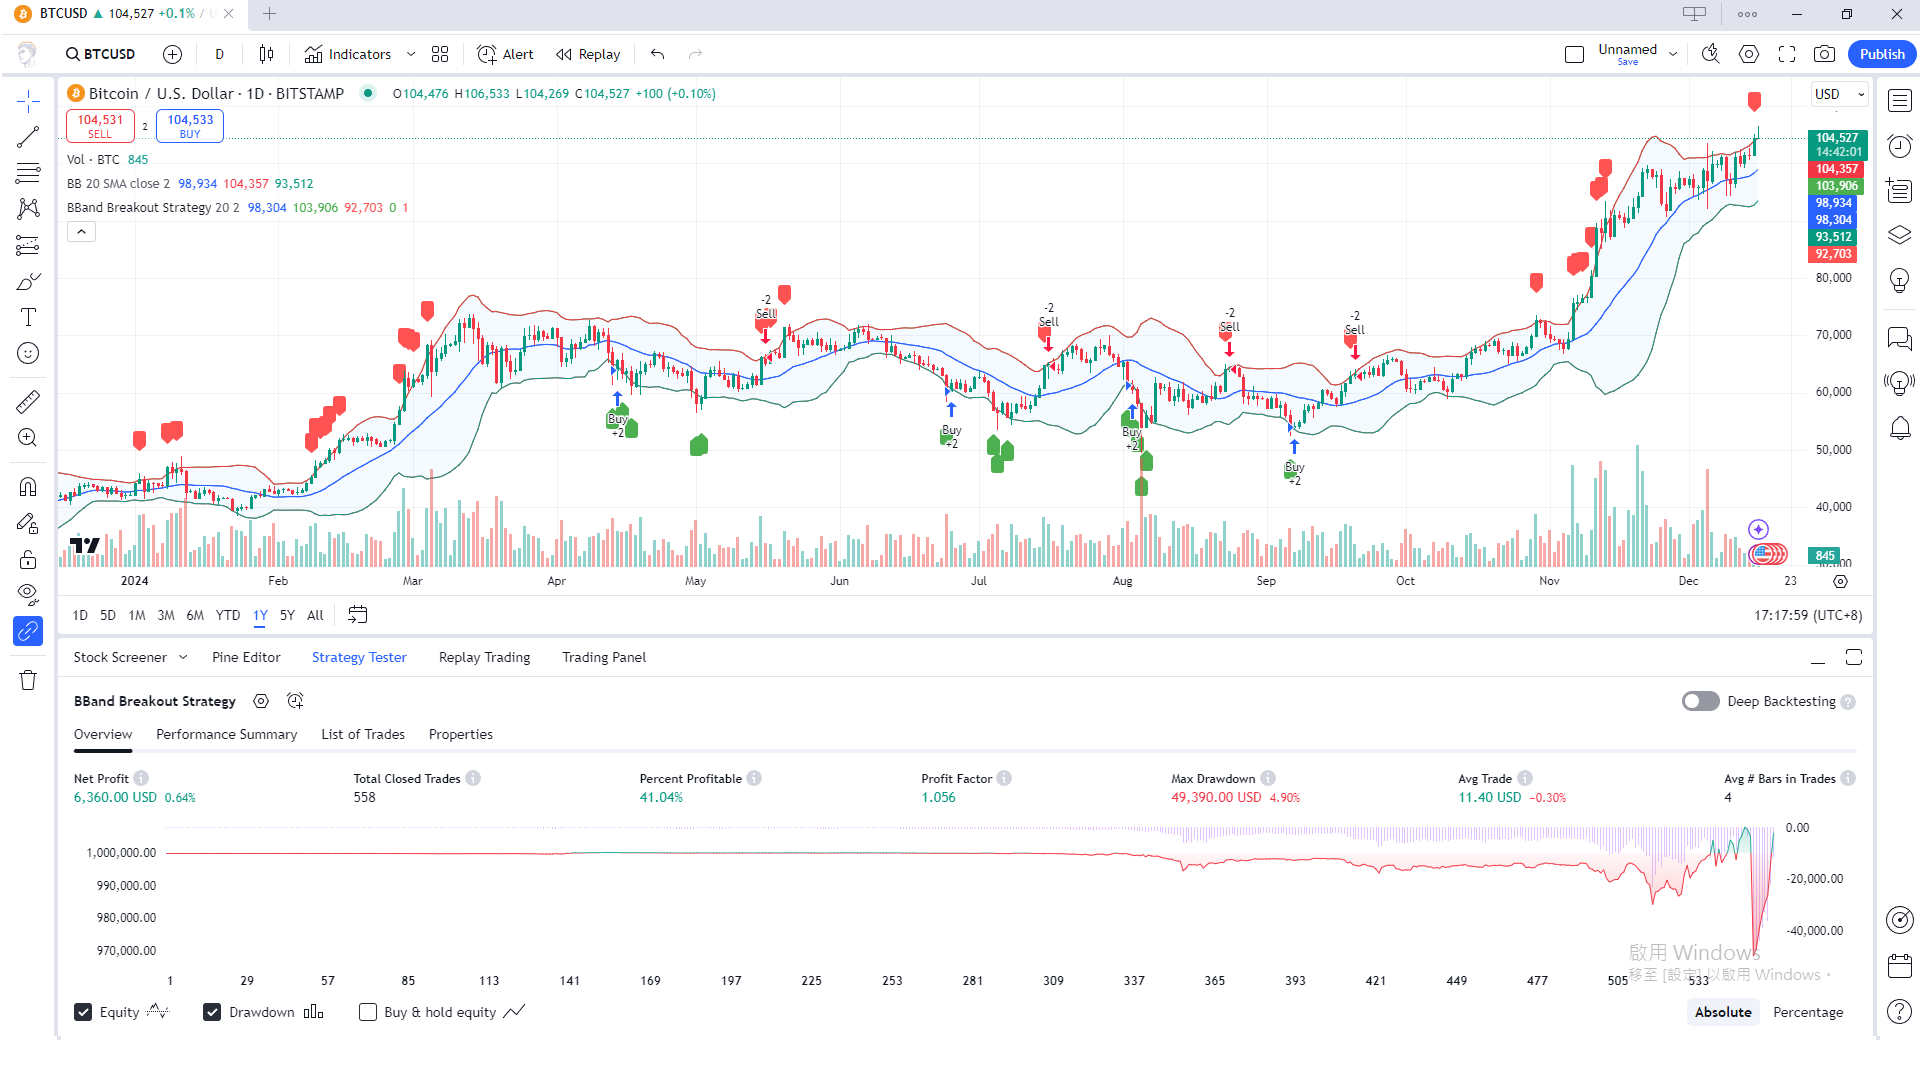 BTCUSD ▲ 104,527 +0.1% / U
BTCUSD D Indicators Alert Replay Unnamed Publish
Save
Bitcoin / U.S. Dollar · 1D · BITSTAMP O104,476 H106,533 L104,269 C104,527 +100 (+0.10%) USD
104,531 2 104,533
SELL BUY
Vol · BTC 845
BB 20 SMA close 2 98,934 104,357 93,512
BBand Breakout Strategy 20 2 98,304 103,906 92,703 0 1
104,527
14:42:01
104,357
103,906
98,934
98,304
93,512
92,703
80,000
70,000
60,000
50,000
40,000
845
-2
Sell
-2
Sell
-2
Sell
-2
Sell
Buy
+2
Buy
+2
Buy
+2
Buy
+2
2024 Feb Mar Apr May Jun Jul Aug Sep Oct Nov Dec 23
1D 5D 1M 3M 6M YTD 1Y 5Y All 17:17:59 (UTC+8)
Stock Screener Pine Editor Strategy Tester Replay Trading Trading Panel
BBand Breakout Strategy Deep Backtesting
Overview Performance Summary List of Trades Properties
Net Profit Total Closed Trades Percent Profitable Profit Factor Max Drawdown Avg Trade Avg # Bars in Trades
6,360.00 USD 0.64% 558 41.04% 1.056 49,390.00 USD 4.90% 11.40 USD −0.30% 4
1,000,000.00
990,000.00
980,000.00
970,000.00
0.00
-20,000.00
-40,000.00
啟用 Windows
移至 [設定] 以啟用 Windows。
1 29 57 85 113 141 169 197 225 253 281 309 337 365 393 421 449 477 505 533
Equity Drawdown Buy & hold equity Absolute Percentage